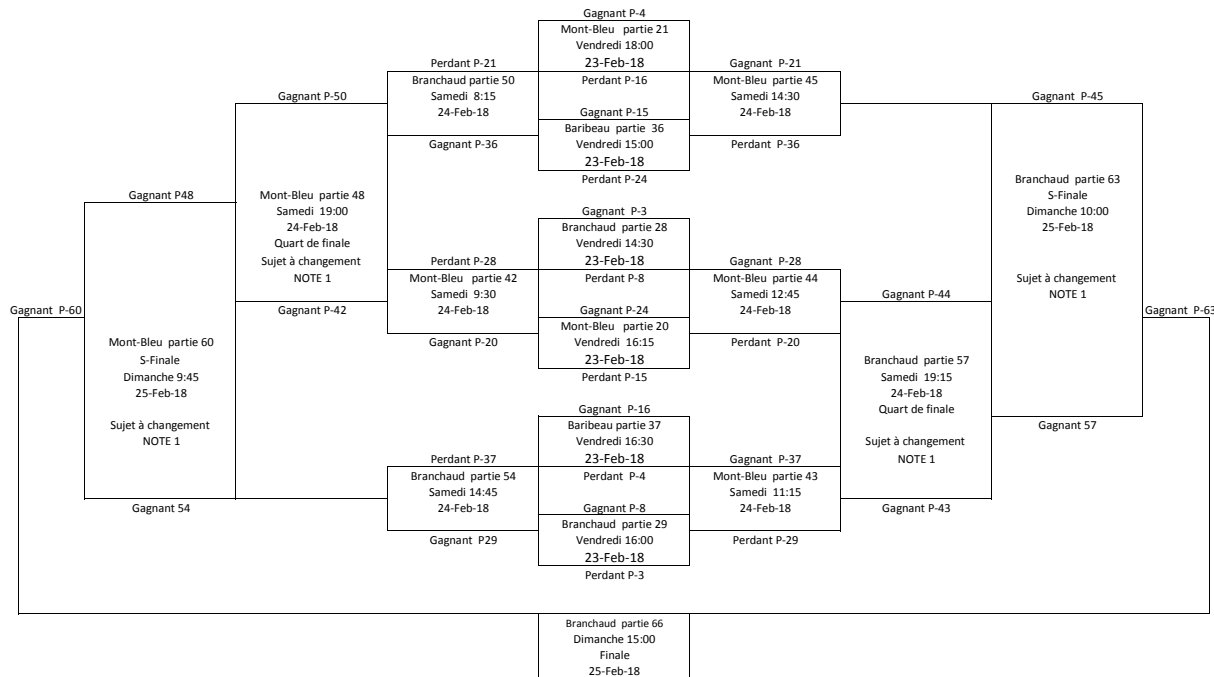 Gagnant P-4
Mont-Bleu partie 21
Vendredi 18:00
23-Feb-18
Perdant P-21
Perdant P-16
Gagnant P-21
Branchaud partie 50
Samedi 8:15
24-Feb-18
Mont-Bleu partie 45
Samedi 14:30
24-Feb-18
Gagnant P-50
Gagnant P-45
Gagnant P-15
Baribeau partie 36
Vendredi 15:00
23-Feb-18
Gagnant P-36
Perdant P-36
Perdant P-24
Gagnant P48
Mont-Bleu partie 48
Samedi 19:00
24-Feb-18
Quart de finale
Sujet à changement
NOTE 1
Branchaud partie 63
S-Finale
Dimanche 10:00
25-Feb-18
Sujet à changement
NOTE 1
Gagnant P-3
Branchaud partie 28
Vendredi 14:30
23-Feb-18
Perdant P-28
Perdant P-8
Gagnant P-28
Mont-Bleu partie 42
Samedi 9:30
24-Feb-18
Mont-Bleu partie 44
Samedi 12:45
24-Feb-18
Gagnant P-60
Gagnant P-42
Gagnant P-24
Gagnant P-44
Gagnant P-63
Mont-Bleu partie 20
Vendredi 16:15
23-Feb-18
Gagnant P-20
Perdant P-20
Perdant P-15
Mont-Bleu partie 60
S-Finale
Dimanche 9:45
25-Feb-18
Sujet à changement
NOTE 1
Branchaud partie 57
Samedi 19:15
24-Feb-18
Quart de finale
Sujet à changement
NOTE 1
Gagnant P-16
Baribeau partie 37
Vendredi 16:30
23-Feb-18
Gagnant 57
Perdant P-37
Perdant P-4
Gagnant P-37
Branchaud partie 54
Samedi 14:45
24-Feb-18
Mont-Bleu partie 43
Samedi 11:15
24-Feb-18
Gagnant 54
Gagnant P-8
Gagnant P-43
Branchaud partie 29
Vendredi 16:00
23-Feb-18
Gagnant P29
Perdant P-29
Perdant P-3
Branchaud partie 66
Dimanche 15:00
Finale
25-Feb-18